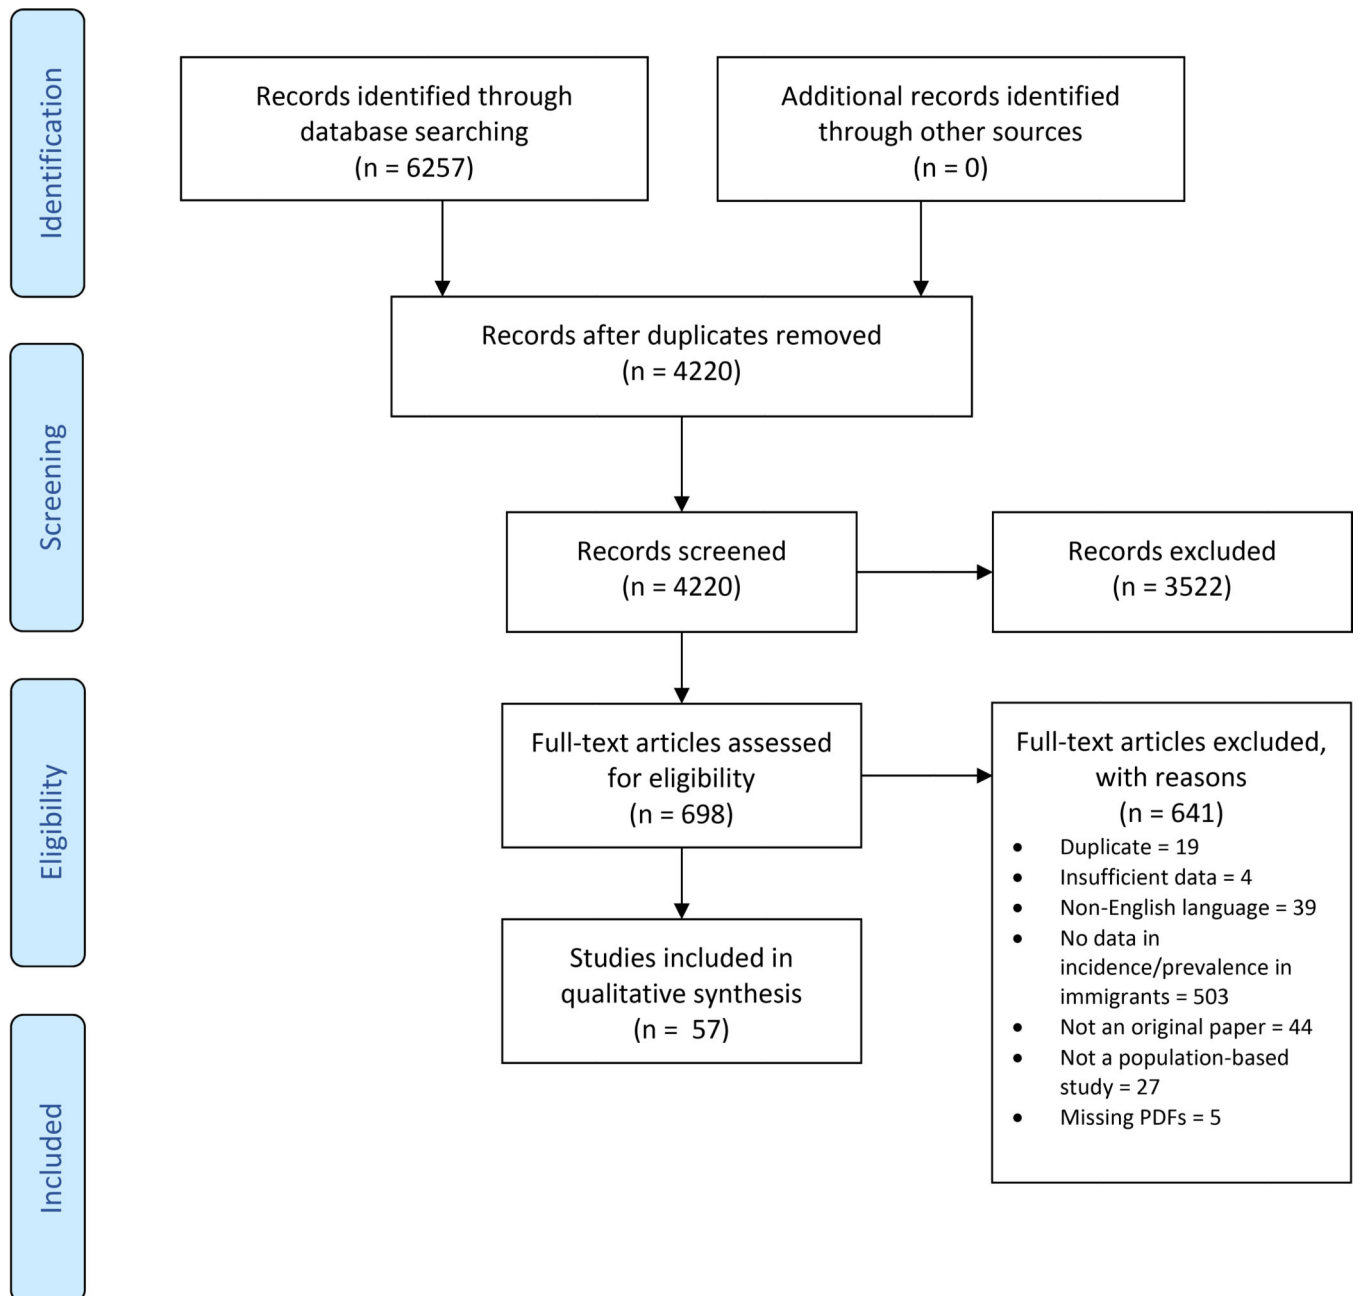 Identification
Records identified through
database searching
(n = 6257)
Additional records identified
through other sources
(n = 0)
Records after duplicates removed
(n = 4220)
Screening
Records screened
(n = 4220)
Records excluded
(n = 3522)
Eligibility
Full-text articles assessed
for eligibility
(n = 698)
Full-text articles excluded,
with reasons
(n = 641)
• Duplicate = 19
• Insufficient data = 4
• Non-English language = 39
• No data in
incidence/prevalence in
immigrants = 503
• Not an original paper = 44
• Not a population-based
study = 27
• Missing PDFs = 5
Studies included in
qualitative synthesis
(n =  57)
Included